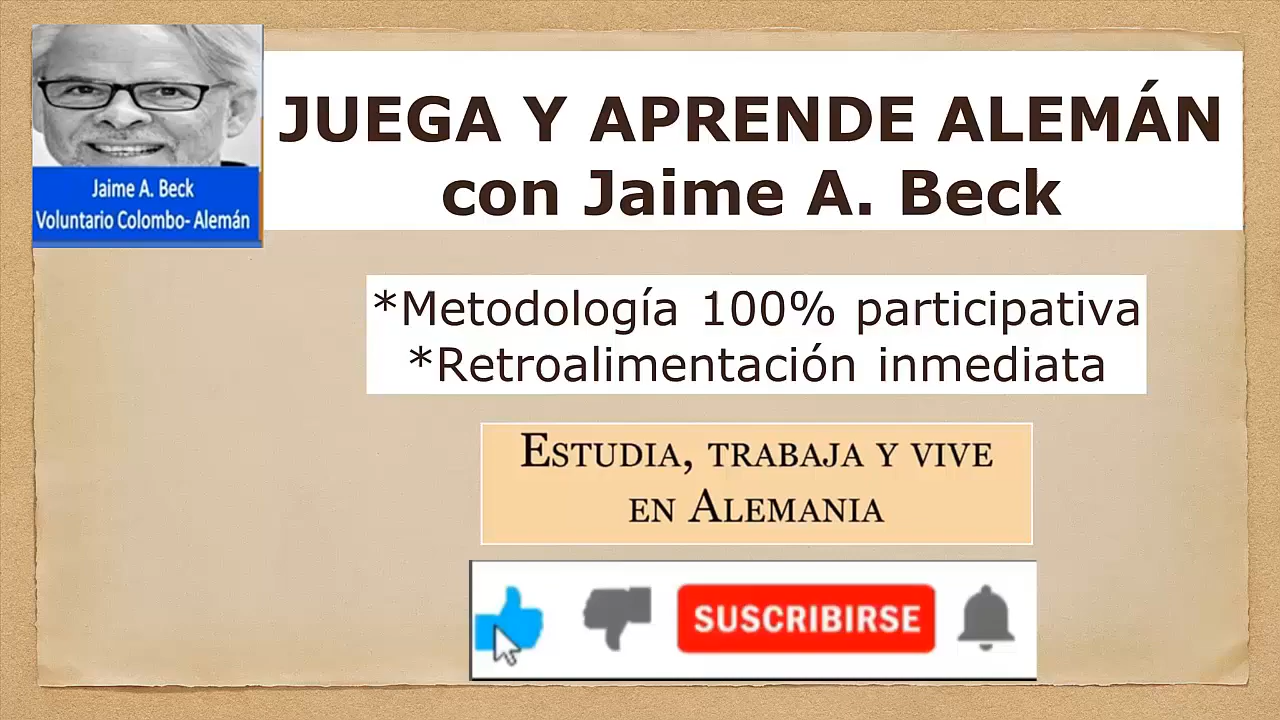 JUEGA Y APRENDE ALEMÁN
con Jaime A. Beck
Jaime A. Beck
Voluntario Colombo- Alemán
*Metodología 100% participativa
*Retroalimentación inmediata
ESTUDIA, TRABAJA Y VIVE
EN ALEMANIA
SUSCRIBIRSE